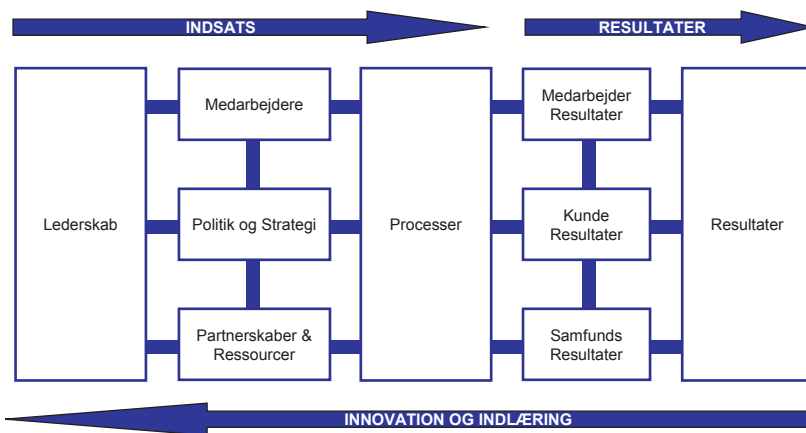 INDSATS
RESULTATER
Lederskab
Medarbejdere
Politik og Strategi
Partnerskaber &
Ressourcer
Processer
Medarbejder
Resultater
Kunde
Resultater
Samfunds
Resultater
Resultater
INNOVATION OG INDLÆRING